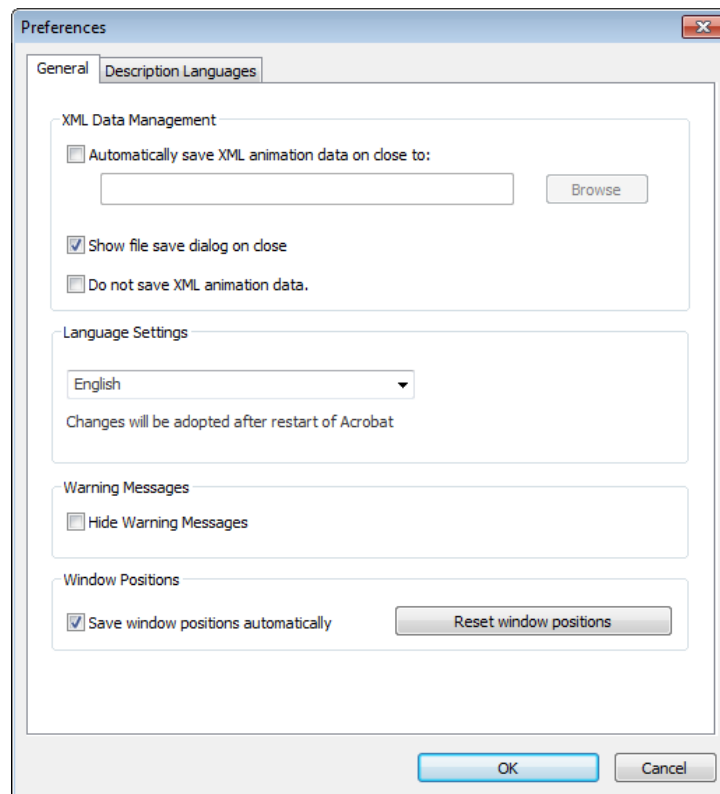 Preferences
General
Description Languages
XML Data Management
Automatically save XML animation data on close to:
Browse
Show file save dialog on close
Do not save XML animation data.
Language Settings
English
Changes will be adopted after restart of Acrobat
Warning Messages
Hide Warning Messages
Window Positions
Save window positions automatically
Reset window positions
OK
Cancel